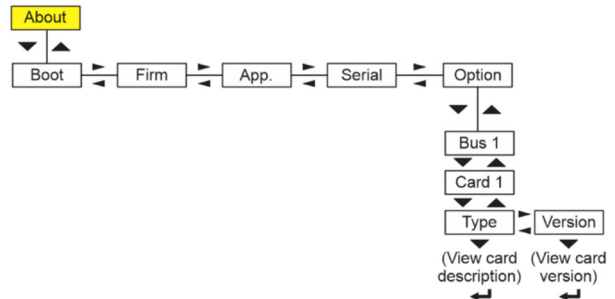 About
Boot
Firm
App.
Serial
Option
Bus 1
Card 1
Type
Version
(View card
description)
(View card
version)